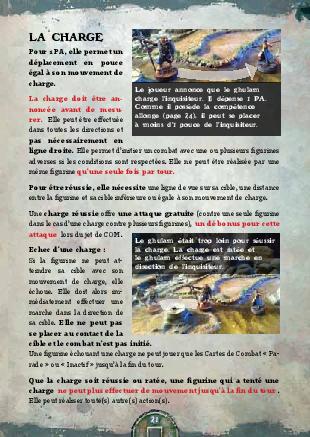 LA CHARGE
Pour 1 PA, elle permet un
déplacement en pouce
égal à son mouvement de
charge.
La charge doit être an-
noncée avant de mesu-
rer. Elle peut être effectuée
dans toutes les directions et
pas nécessairement en
ligne droite. Elle permet d'initier un combat avec une ou plusieurs figurines
adverses si les conditions sont respectées. Elle ne peut être réalisée par une
même figurine qu'une seule fois par tour.
Le joueur annonce que le ghulam
charge l'inquisiteur. Il dépense 1 PA.
Comme il possède la compétence
allonge (page 24). Il peut se placer
à moins d'1 pouce de l'inquisiteur.
Pour être réussie, elle nécessite une ligne de vue sur sa cible, une distance
entre la figurine et sa cible inférieure ou égale à son mouvement de charge.
Une charge réussie offre une attaque gratuite (contre une seule figurine
dans le cas d'une charge contre plusieurs figurines), un dé bonus pour cette
attaque lors du jet de COM.
Echec d'une charge :
Si la figurine ne peut at-
teindre sa cible avec son
mouvement de charge, elle
échoue. Elle doit alors im-
médiatement effectuer une
marche dans la direction de
sa cible. Elle ne peut pas
se placer au contact de la
cible et le combat n'est pas initié.
Le ghulam était trop loin pour réussir
la charge. La charge est ratée et
le ghulam effectue une marche en
direction de l'inquisiteur.
Une figurine échouant une charge ne peut jouer que les Cartes de Combat « Pa-
rade » ou « Inactif » jusqu'à la fin du tour.
Que la charge soit réussie ou ratée, une figurine qui a tenté une
charge ne peut plus effectuer de mouvement jusqu'à la fin du tour.
Elle peut réaliser toute(s) autre(s) action(s).
21